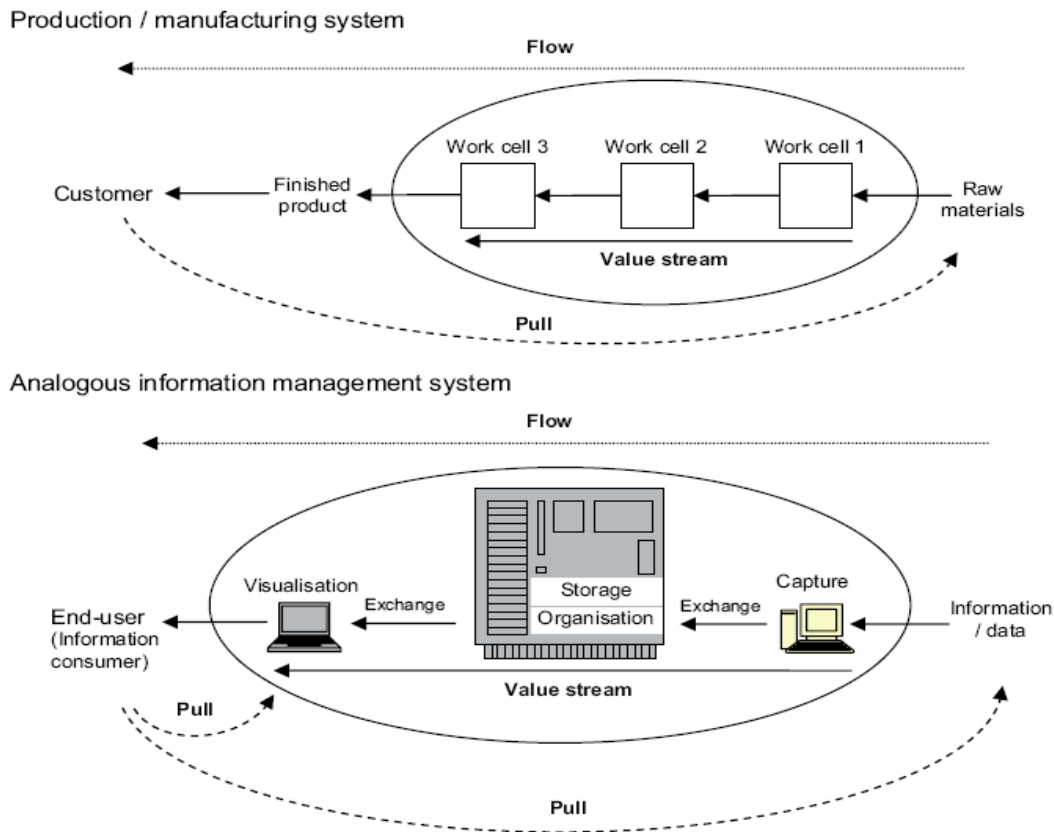 Production / manufacturing system
Flow
Work cell 3
Work cell 2
Work cell 1
Customer
Finished
product
Raw
materials
Value stream
Pull
Analogous information management system
Flow
Visualisation
Exchange
Storage
Organisation
Exchange
Capture
End-user
(Information
consumer)
Information
/ data
Value stream
Pull
Pull